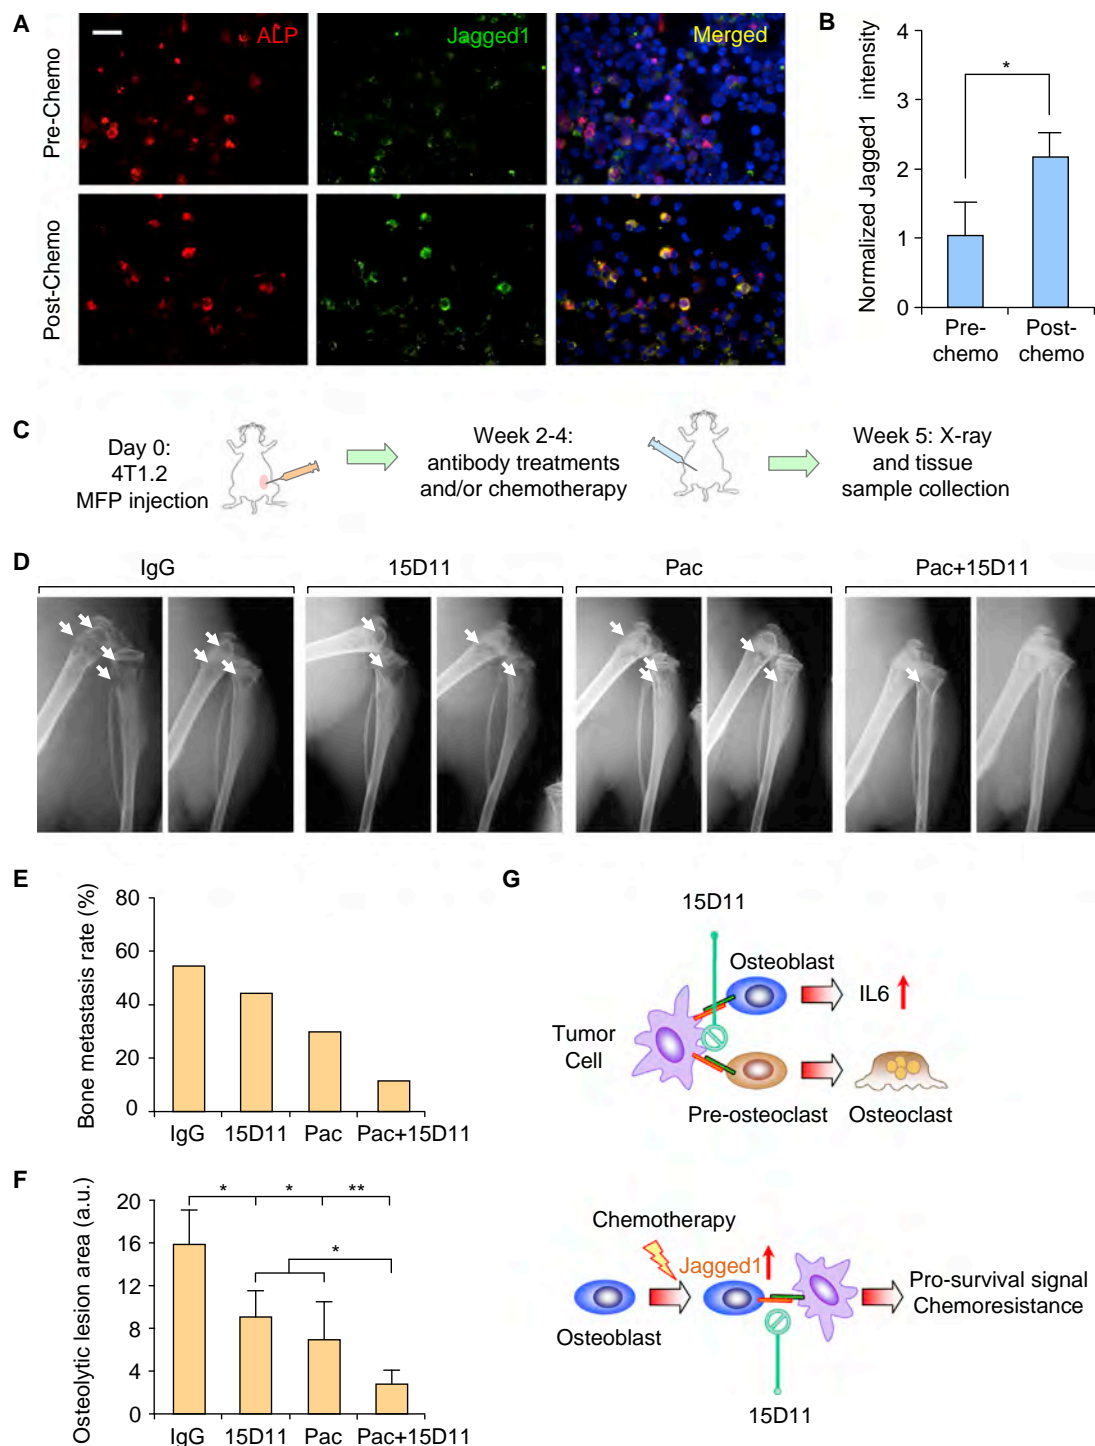 A
ALP
Jagged1
Merged
Pre-Chemo
Post-Chemo
B
Normalized Jagged1 intensity
4
3
2
1
0
*
Pre-
chemo
Post-
chemo
C
Day 0:
4T1.2
MFP injection
Week 2-4:
antibody treatments
and/or chemotherapy
Week 5: X-ray
and tissue
sample collection
D
IgG
15D11
Pac
Pac+15D11
E
Bone metastasis rate (%)
80
60
40
20
0
IgG
15D11
Pac
Pac+15D11
F
Osteolytic lesion area (a.u.)
20
16
12
8
4
0
*
*
**
*
IgG
15D11
Pac
Pac+15D11
G
15D11
Osteoblast
IL6
Tumor
Cell
Pre-osteoclast
Osteoclast
Chemotherapy
Jagged1
Osteoblast
Pro-survival signal
Chemoresistance
15D11